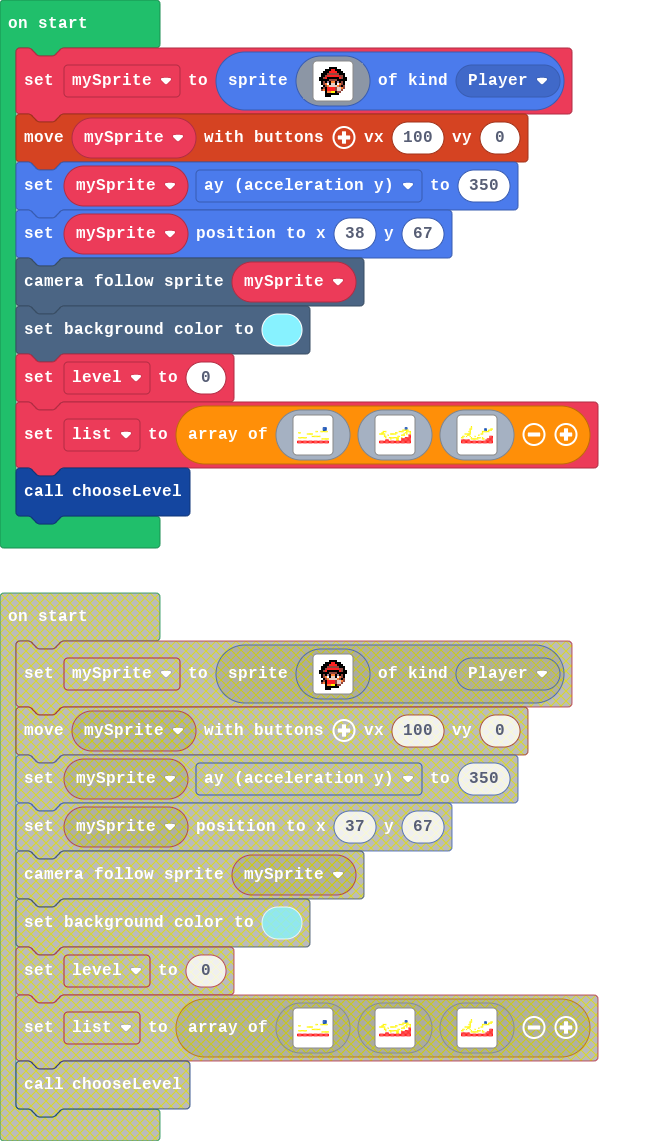 on start
set mySprite to sprite of kind Player
move mySprite with buttons vx 100 vy 0
set mySprite ay (acceleration y) to 350
set mySprite position to x 38 y 67
camera follow sprite mySprite
set background color to
set level to 0
set list to array of
call chooseLevel
on start
set mySprite to sprite of kind Player
move mySprite with buttons vx 100 vy 0
set mySprite ay (acceleration y) to 350
set mySprite position to x 37 y 67
camera follow sprite mySprite
set background color to
set level to 0
set list to array of
call chooseLevel